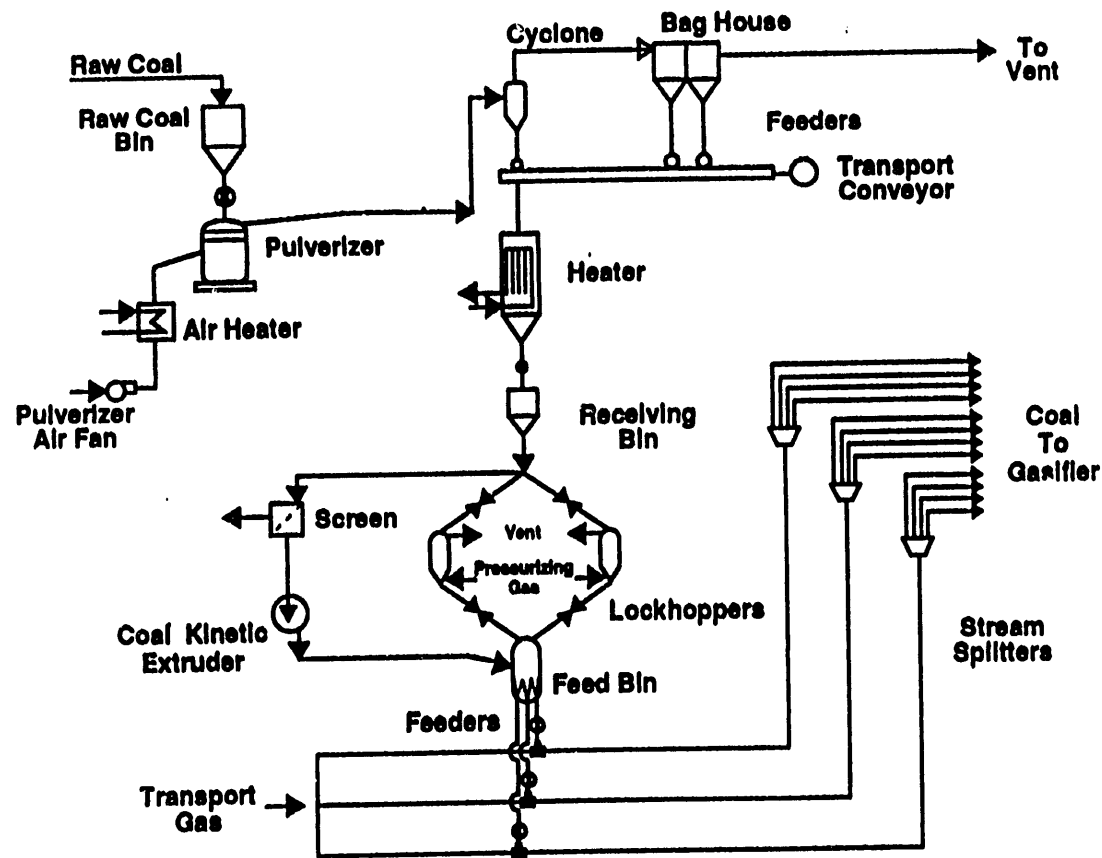 Cyclone
Bag House
To
Vent
Raw Coal
Raw Coal
Bin
Feeders
Transport
Conveyor
Pulverizer
Heater
Air Heater
Pulverizer
Air Fan
Receiving
Bin
Coal
To
Gasifier
Screen
Vent
Pressurizing
Gas
Lockhoppers
Coal Kinetic
Extruder
Stream
Splitters
Feed Bin
Feeders
Transport
Gas